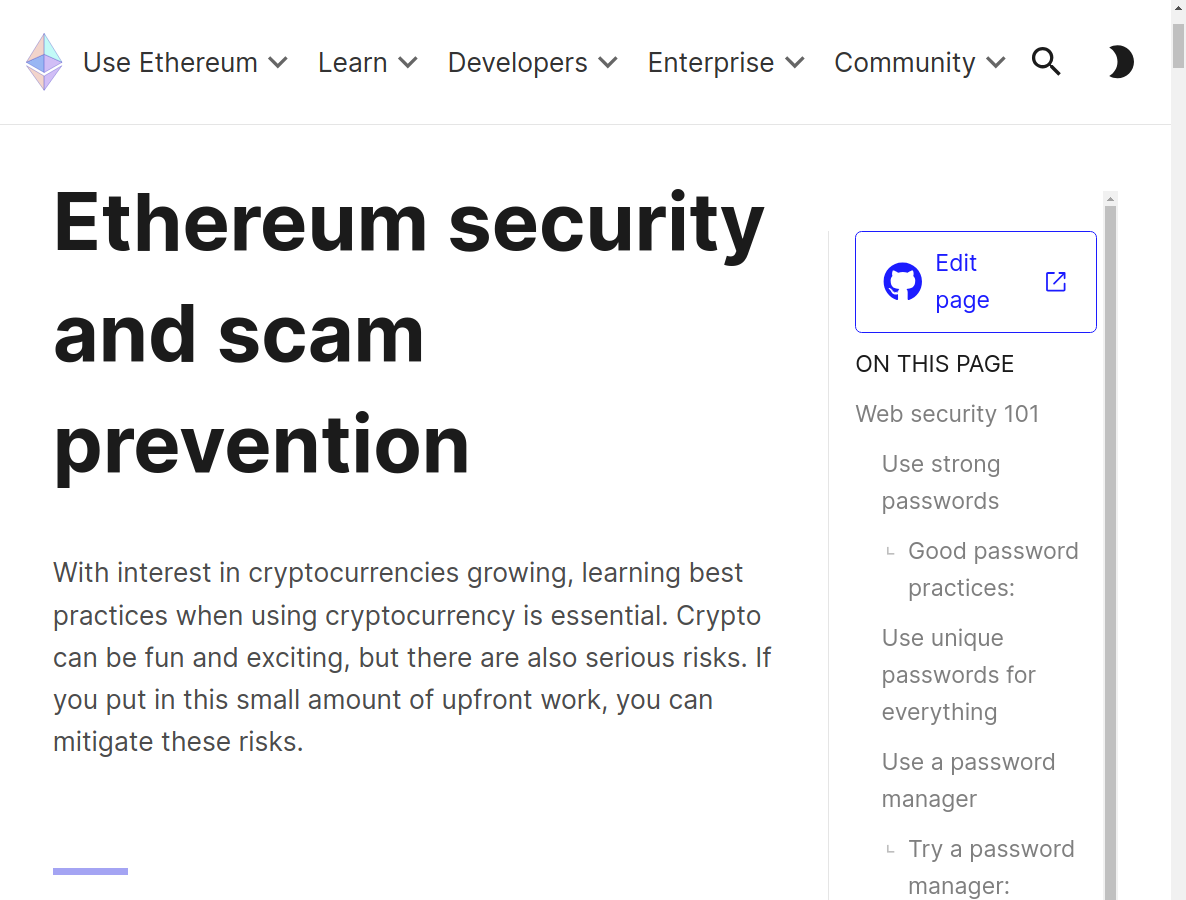 Use Ethereum
Learn
Developers
Enterprise
Community
Ethereum security
and scam
prevention
With interest in cryptocurrencies growing, learning best
practices when using cryptocurrency is essential. Crypto
can be fun and exciting, but there are also serious risks. If
you put in this small amount of upfront work, you can
mitigate these risks.
Edit
page
ON THIS PAGE
Web security 101
Use strong
passwords
Good password
practices:
Use unique
passwords for
everything
Use a password
manager
Try a password
manager: